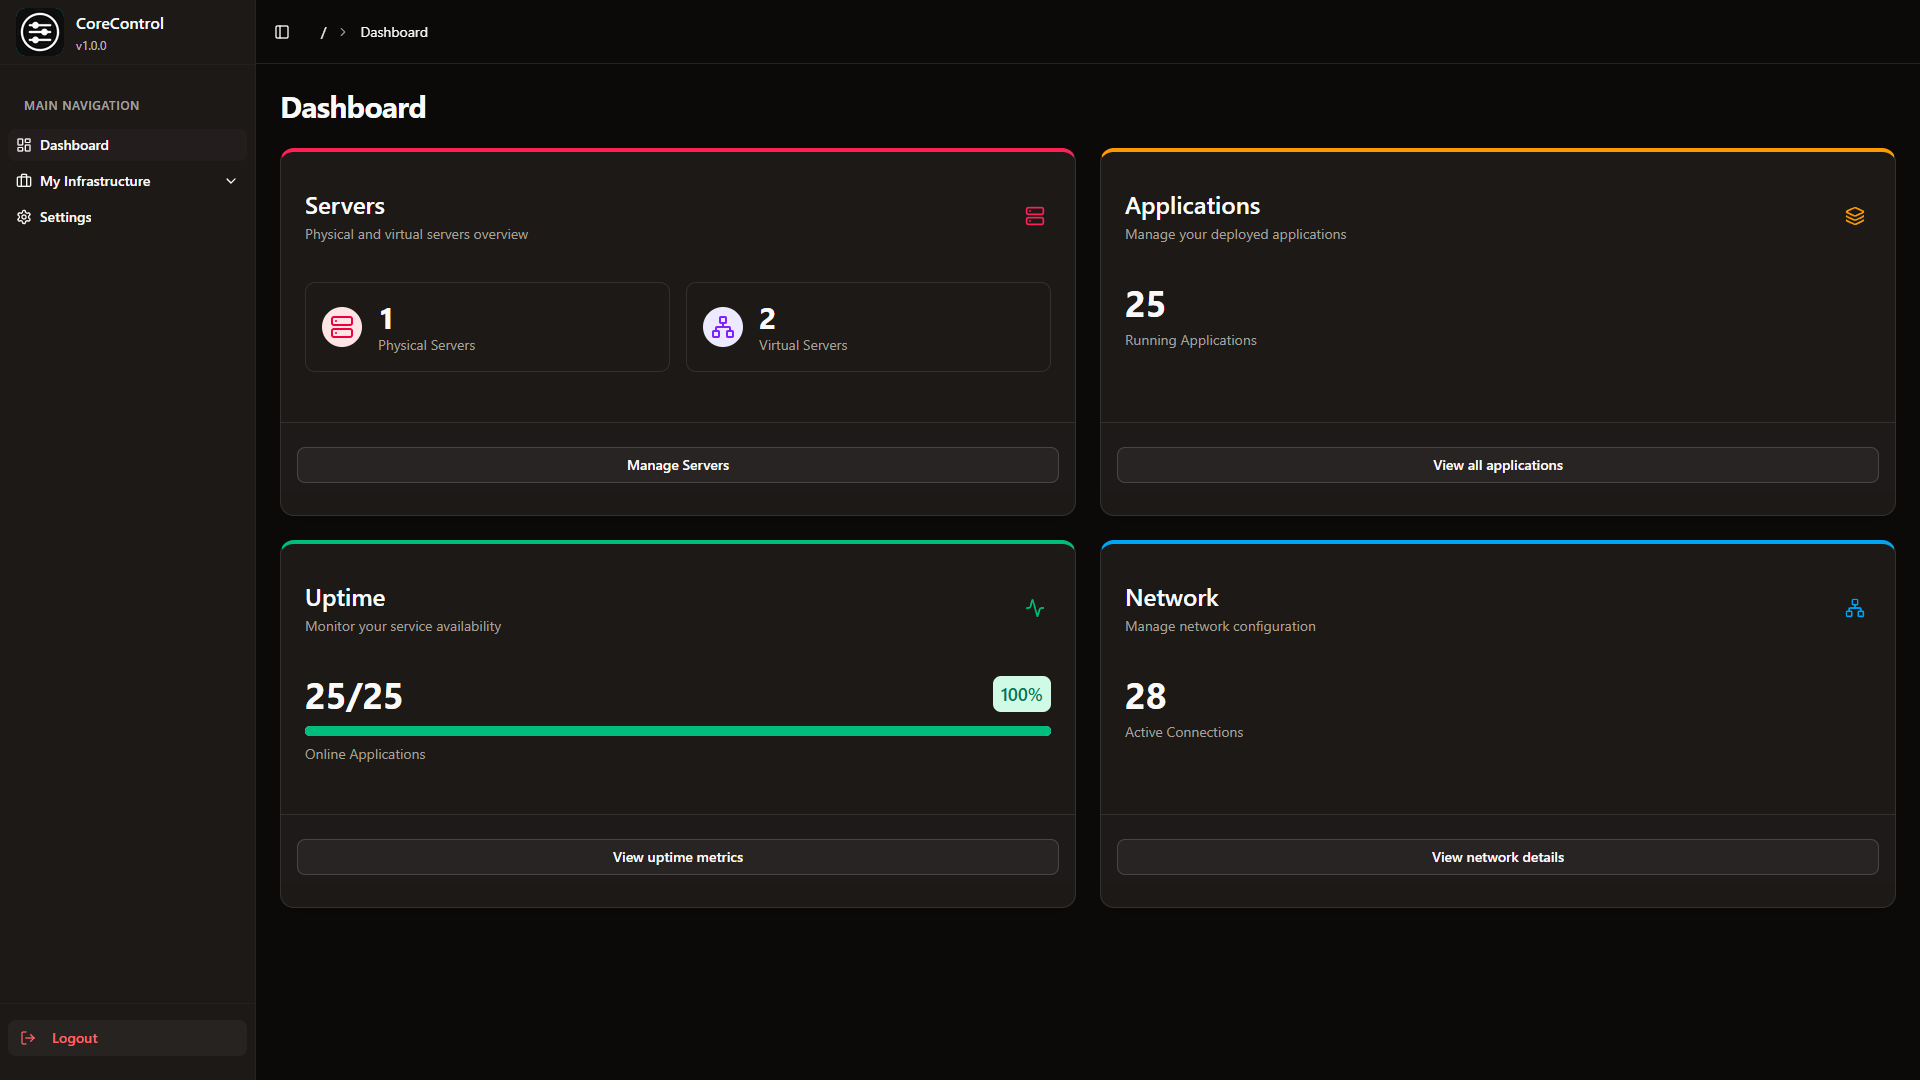 CoreControl
v1.0.0
/ > Dashboard
MAIN NAVIGATION
Dashboard
My Infrastructure
Settings
Logout
Dashboard
Servers
Physical and virtual servers overview
1
Physical Servers
2
Virtual Servers
Manage Servers
Applications
Manage your deployed applications
25
Running Applications
View all applications
Uptime
Monitor your service availability
25/25
100%
Online Applications
View uptime metrics
Network
Manage network configuration
28
Active Connections
View network details